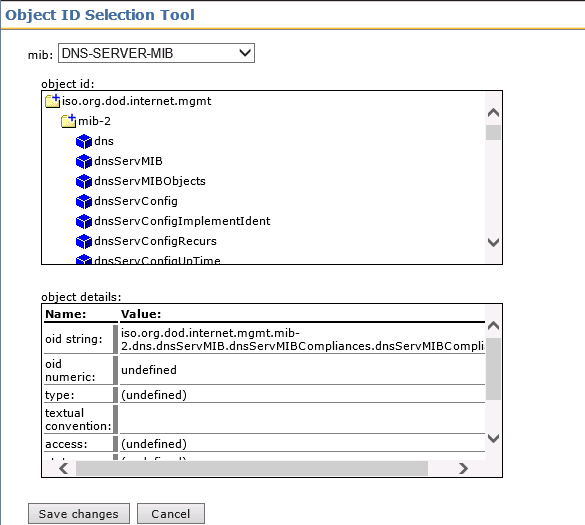 Object ID Selection Tool
mib: DNS-SERVER-MIB
object id:
iso.org.dod.internet.mgmt
mib-2
dns
dnsServMIB
dnsServMIBObjects
dnsServConfig
dnsServConfigImplementIdent
dnsServConfigRecurs
dnsServConfigUpTime
object details:
Name: Value:
oid string: iso.org.dod.internet.mgmt.mib-
2.dns.dnsServMIB.dnsServMIBCompliances.dnsServMIBCompli
oid
numeric: undefined
type: (undefined)
textual
convention:
access: (undefined)
Save changes Cancel